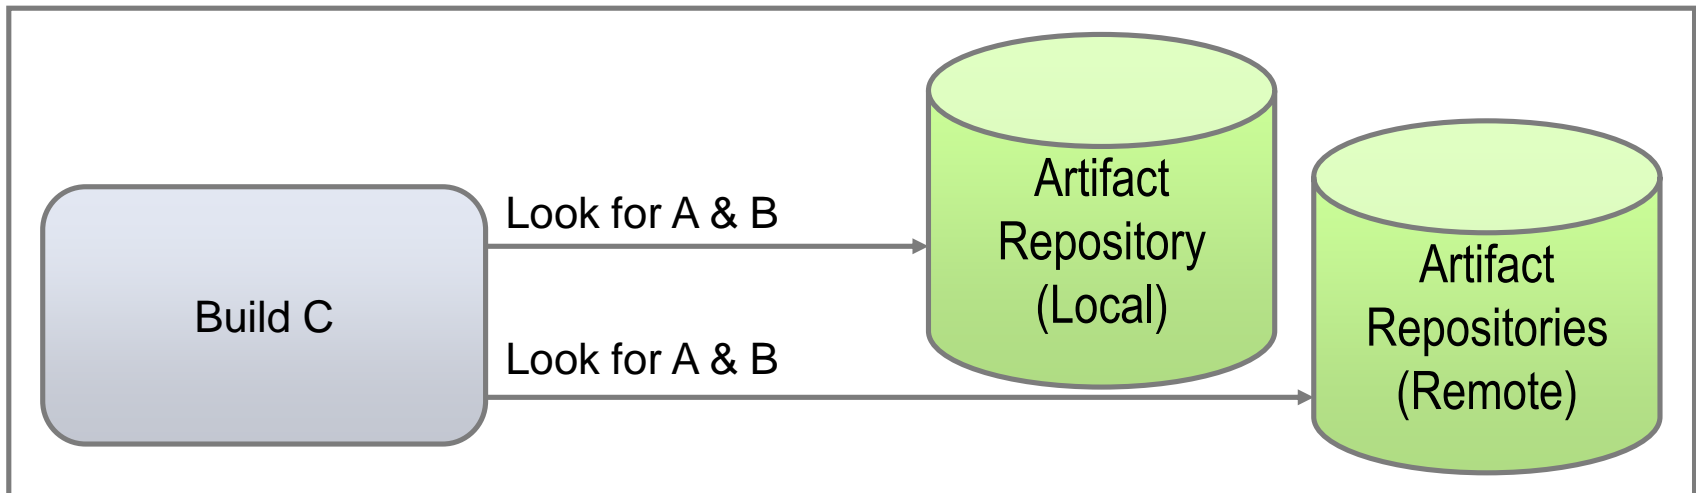 Build C
Look for A & B
Look for A & B
Artifact
Repository
(Local)
Artifact
Repositories
(Remote)